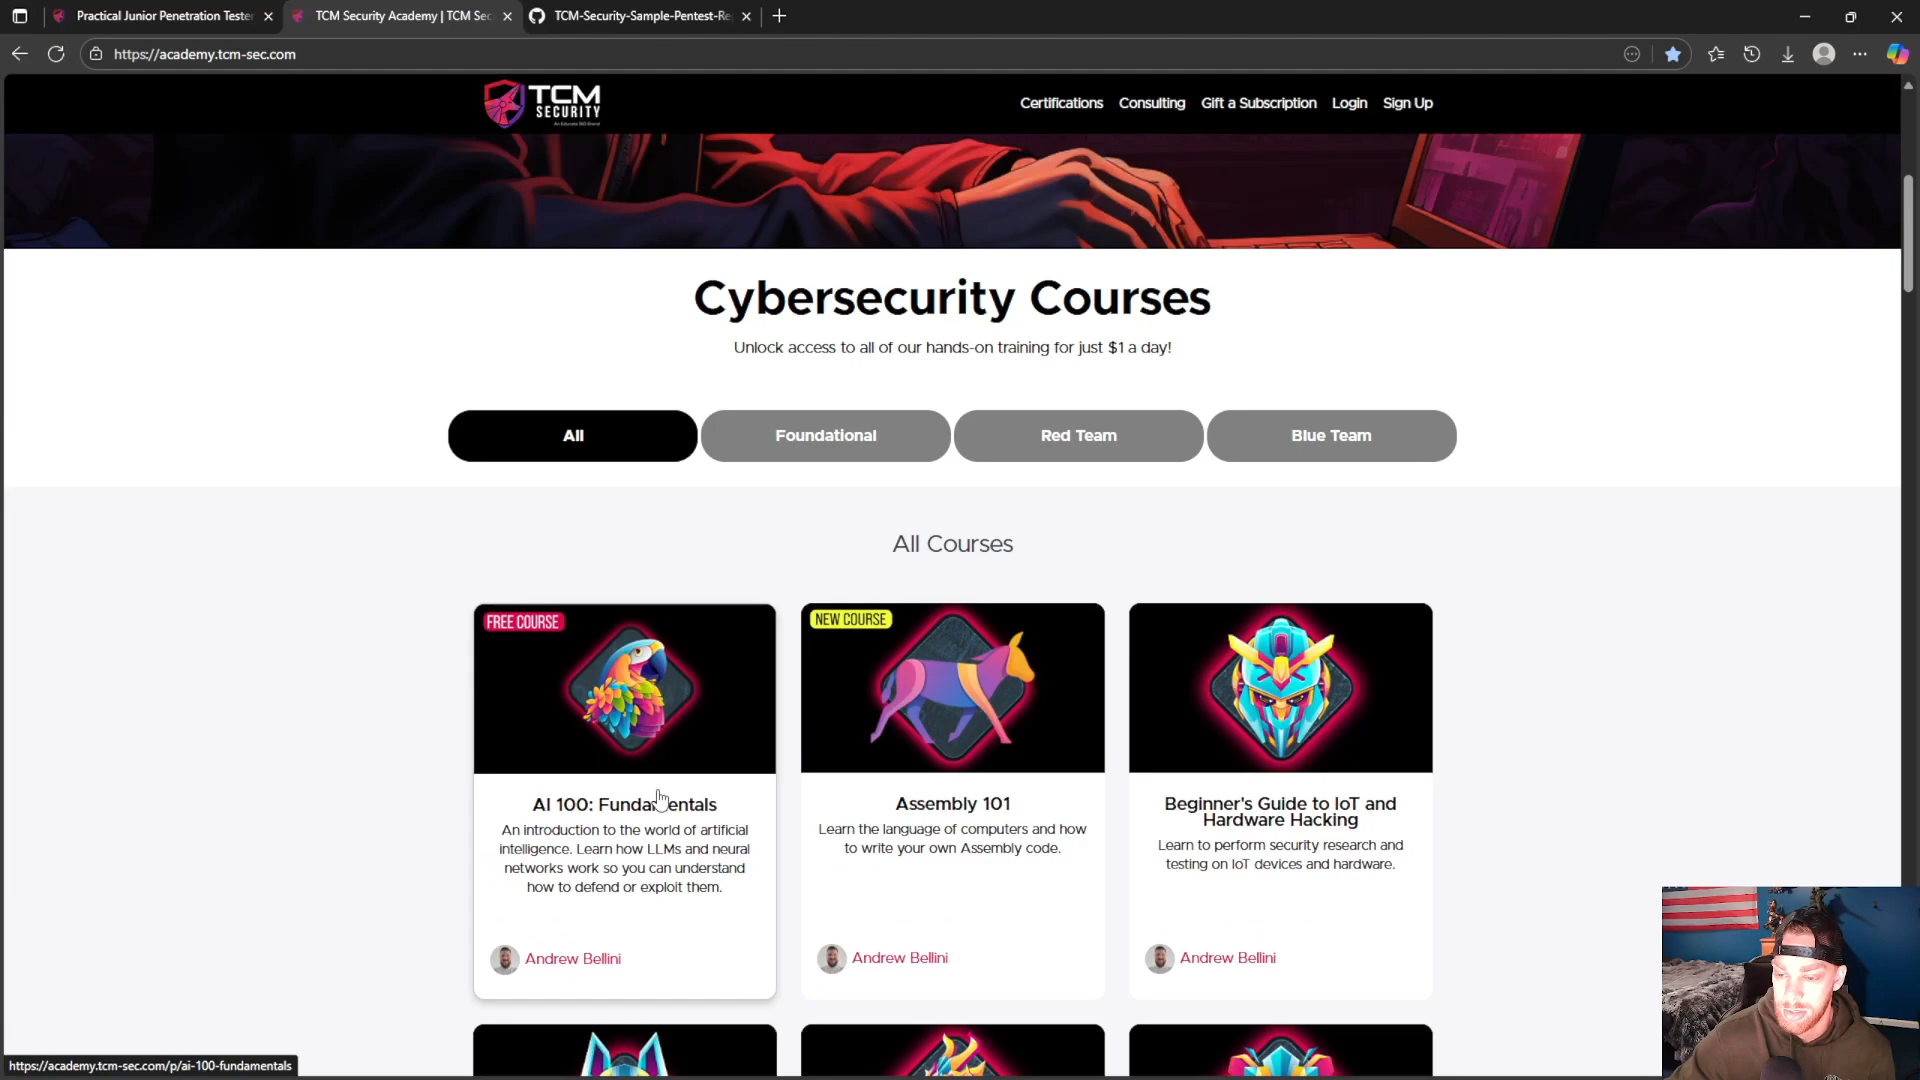 Practical Junior Penetration Teste
TCM Security Academy | TCM Sec
TCM-Security-Sample-Pentest-Re
https://academy.tcm-sec.com
TCM
SECURITY
An Educate 360 Brand
Certifications
Consulting
Gift a Subscription
Login
Sign Up
Cybersecurity Courses
Unlock access to all of our hands-on training for just $1 a day!
All
Foundational
Red Team
Blue Team
All Courses
FREE COURSE
AI 100: Fundamentals
An introduction to the world of artificial
intelligence. Learn how LLMs and neural
networks work so you can understand
how to defend or exploit them.
Andrew Bellini
NEW COURSE
Assembly 101
Learn the language of computers and how
to write your own Assembly code.
Andrew Bellini
Beginner's Guide to IoT and
Hardware Hacking
Learn to perform security research and
testing on IoT devices and hardware.
Andrew Bellini
https://academy.tcm-sec.com/p/ai-100-fundamentals